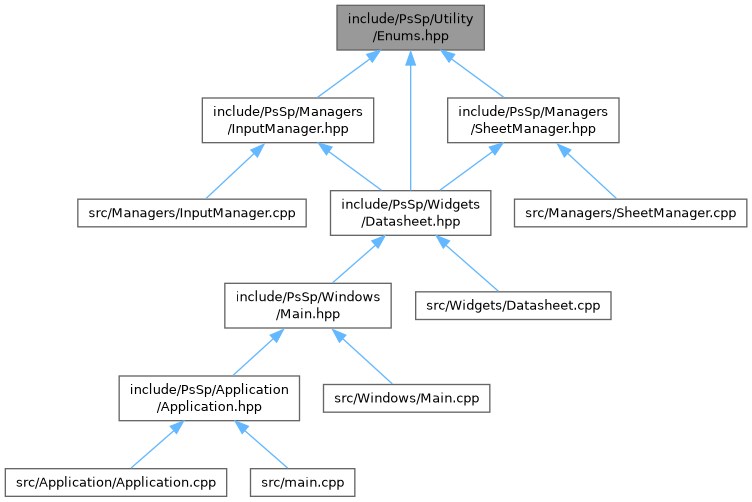 include/PsSp/Utility
/Enums.hpp
include/PsSp/Managers
/InputManager.hpp
include/PsSp/Managers
/SheetManager.hpp
src/Managers/InputManager.cpp
include/PsSp/Widgets
/Datasheet.hpp
src/Managers/SheetManager.cpp
include/PsSp/Windows
/Main.hpp
src/Widgets/Datasheet.cpp
include/PsSp/Application
/Application.hpp
src/Windows/Main.cpp
src/Application/Application.cpp
src/main.cpp